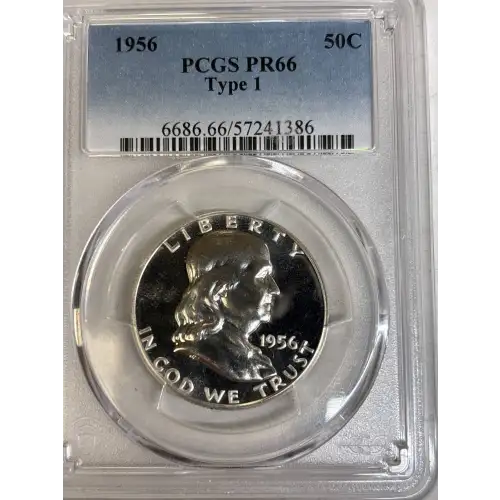 1956 50C
PCGS PR66
Type 1
6686.66/57241386
LIBERTY
1956
IN GOD WE TRUST